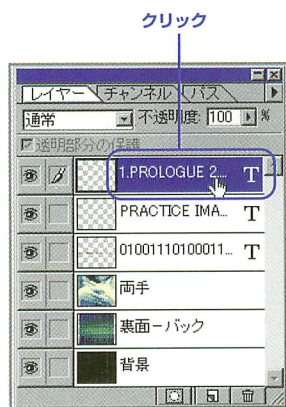 クリック
レイヤー チャンネル パス
通常 不透明度: 100 %
透明部分の保護
1.PROLOGUE 2... T
PRACTICE IMA... T
01001110100011... T
両手
裏面－バック
背景